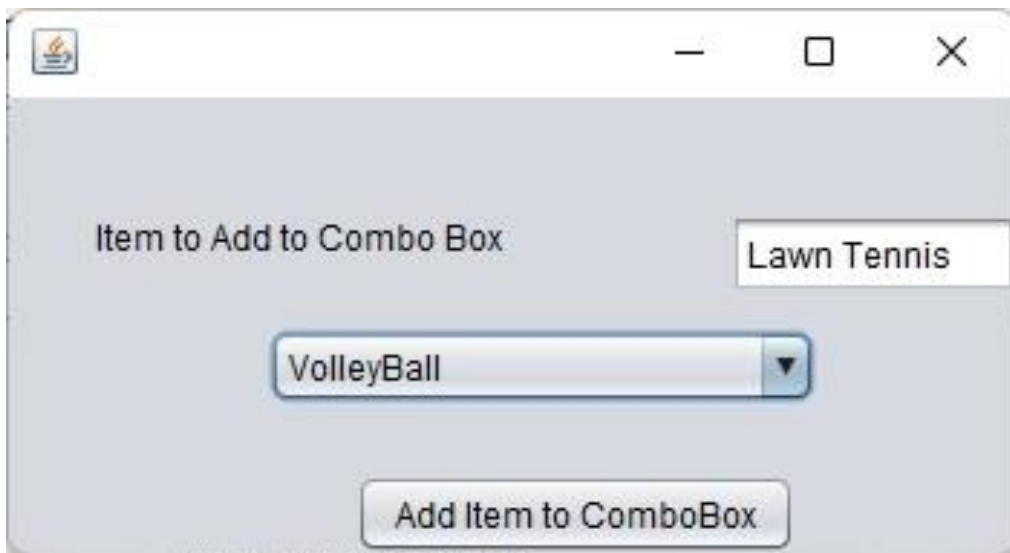 Item to Add to Combo Box
Lawn Tennis
VolleyBall
Add Item to ComboBox